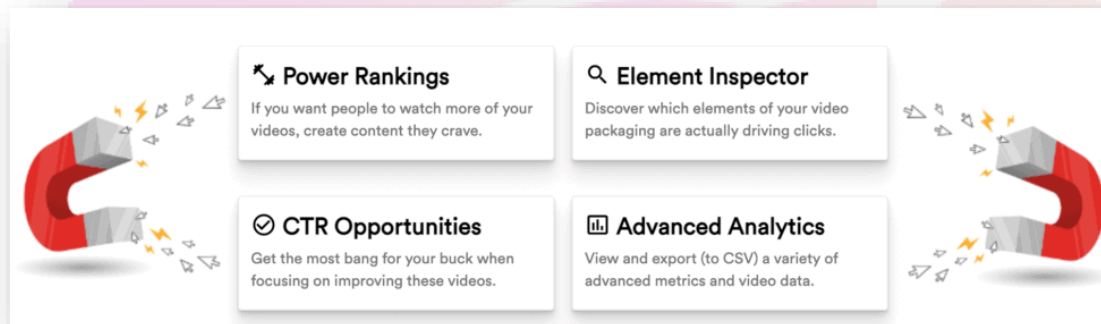 Power Rankings
If you want people to watch more of your
videos, create content they crave.
Element Inspector
Discover which elements of your video
packaging are actually driving clicks.
CTR Opportunities
Get the most bang for your buck when
focusing on improving these videos.
Advanced Analytics
View and export (to CSV) a variety of
advanced metrics and video data.